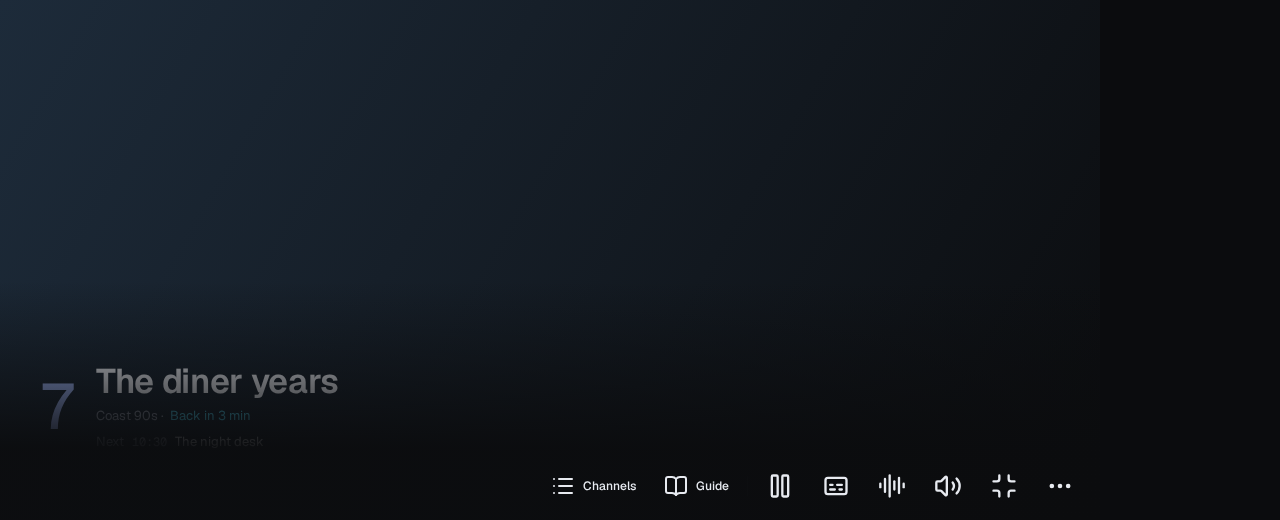 7
The diner years
Coast 90s · Back in 3 min
Next 10:30 The night desk
Channels
Guide